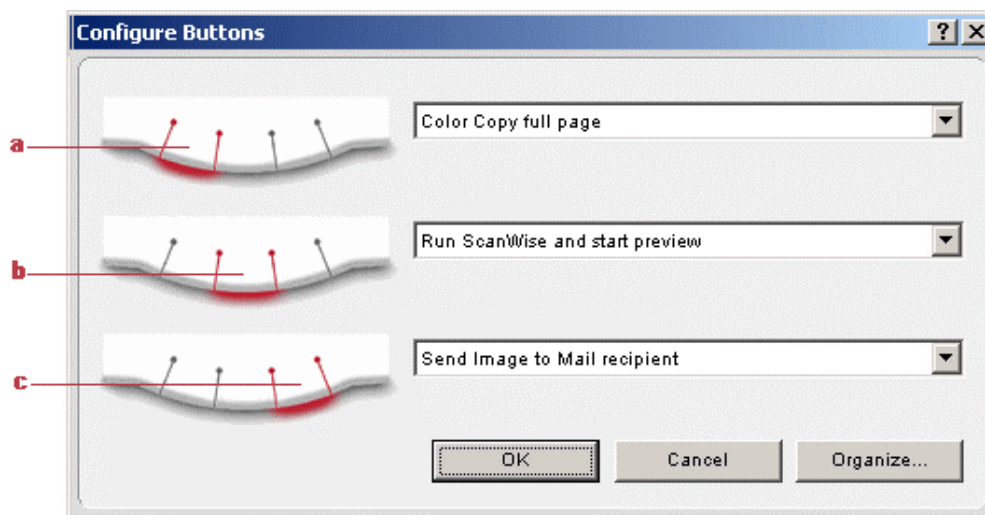 Configure Buttons
a
Color Copy full page
b
Run ScanWise and start preview
c
Send Image to Mail recipient
OK Cancel Organize...